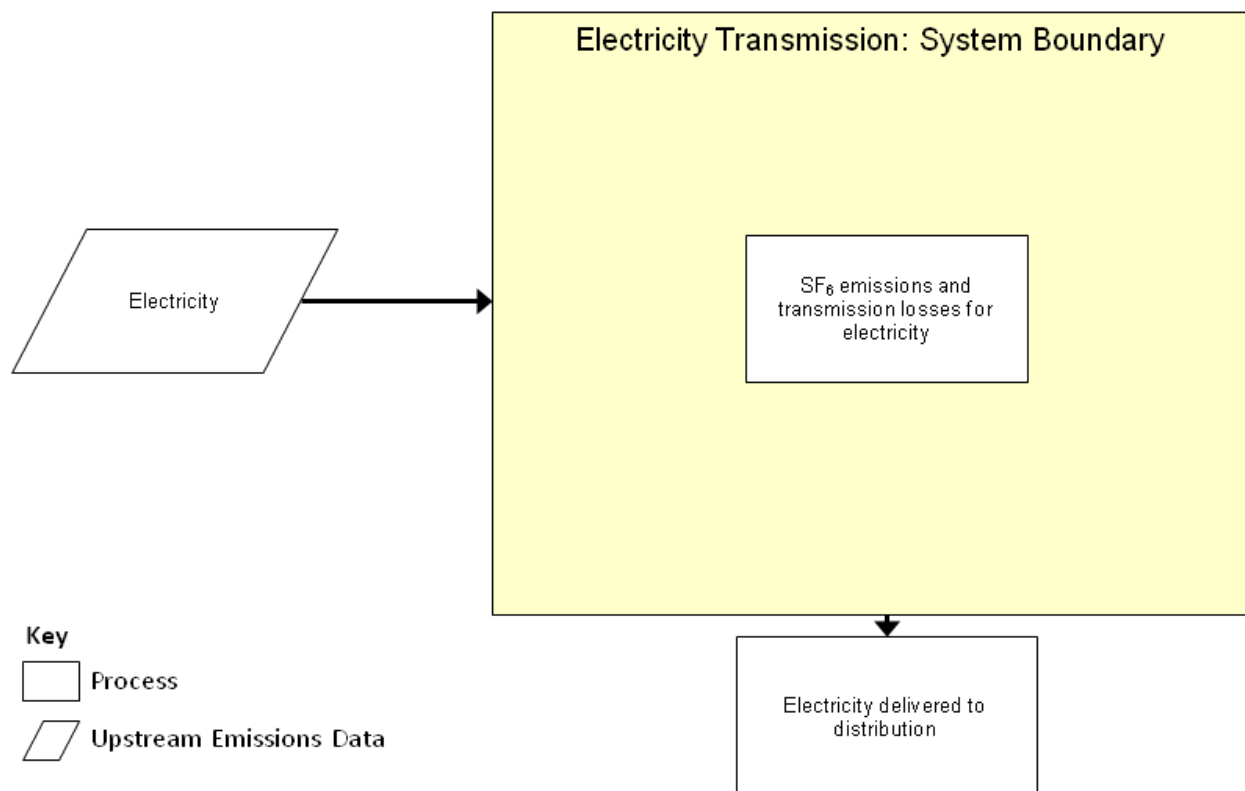 Electricity Transmission: System Boundary
Electricity
SF₆ emissions and
transmission losses for
electricity
Key
Process
Upstream Emissions Data
Electricity delivered to
distribution